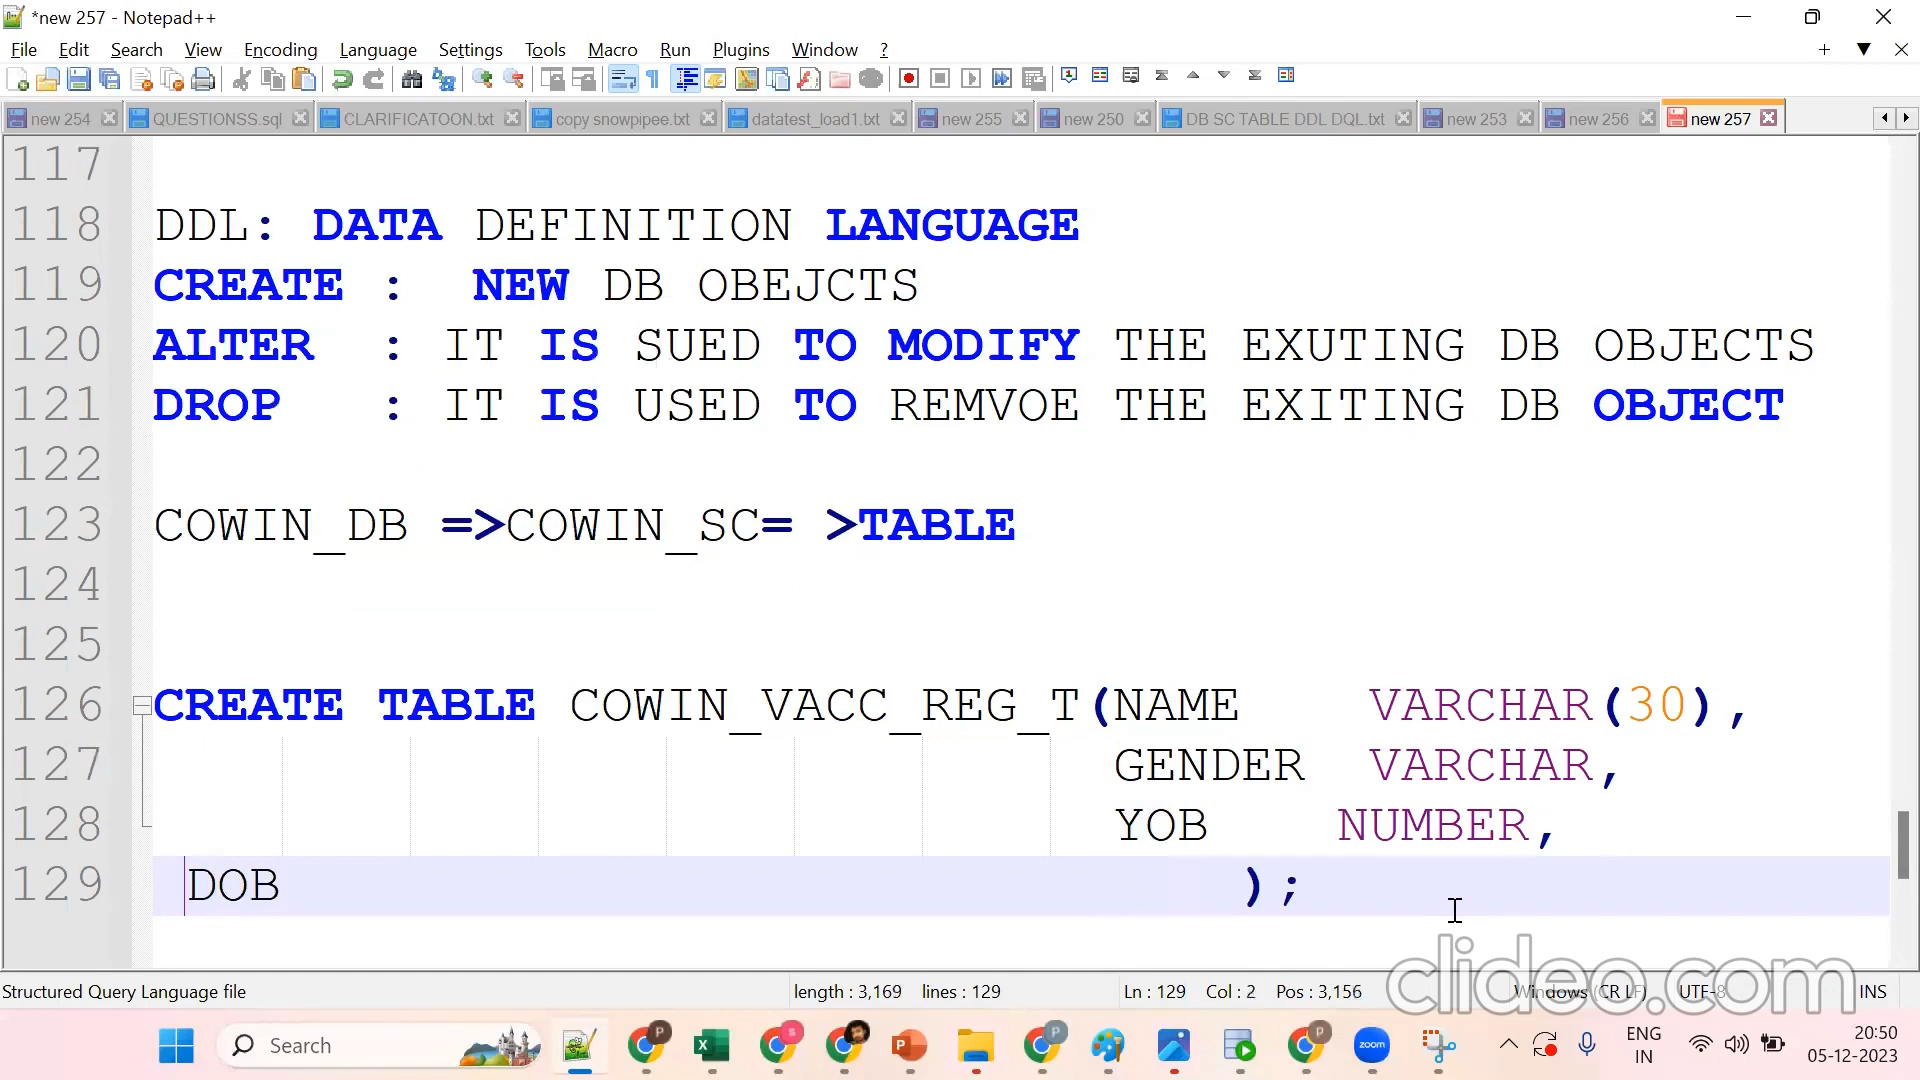 *new 257 - Notepad++
File Edit Search View Encoding Language Settings Tools Macro Run Plugins Window ?
new 254 QUESTIONSS.sql CLARIFICATOON.txt copy snowpipee.txt datatest_load1.txt new 255 new 250 DB SC TABLE DDL DQL.txt new 253 new 256 new 257
117
118 DDL: DATA DEFINITION LANGUAGE
119 CREATE : NEW DB OBEJCTS
120 ALTER : IT IS SUED TO MODIFY THE EXUTING DB OBJECTS
121 DROP : IT IS USED TO REMVOE THE EXITING DB OBJECT
122
123 COWIN_DB =>COWIN_SC= >TABLE
124
125
126 CREATE TABLE COWIN_VACC_REG_T(NAME VARCHAR(30),
127 GENDER VARCHAR,
128 YOB NUMBER,
129 DOB );
clideo.com
Structured Query Language file length : 3,169 lines : 129 Ln : 129 Col : 2 Pos : 3,156 Windows (CR LF) UTF-8 INS
Search zoom ENG 20:50
IN 05-12-2023